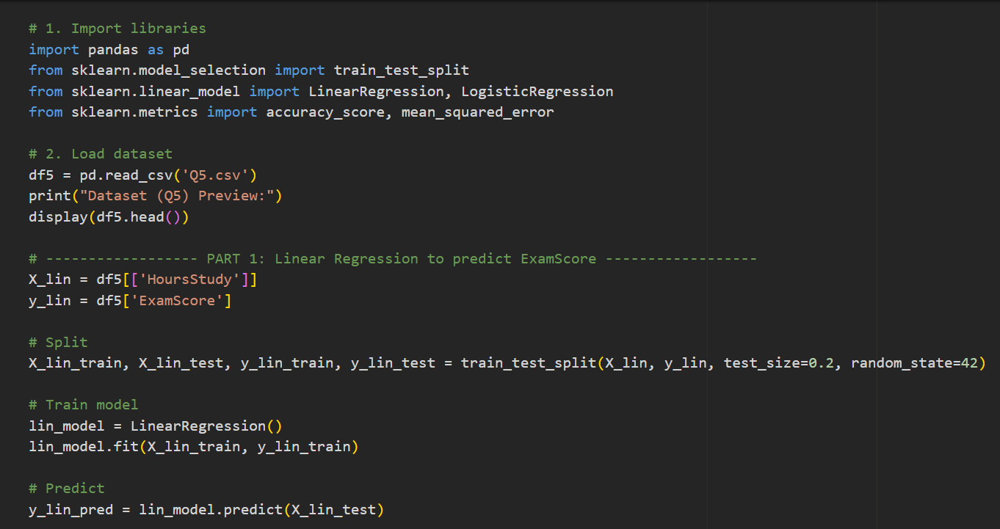 # 1. Import libraries
import pandas as pd
from sklearn.model_selection import train_test_split
from sklearn.linear_model import LinearRegression, LogisticRegression
from sklearn.metrics import accuracy_score, mean_squared_error
# 2. Load dataset
df5 = pd.read_csv('Q5.csv')
print("Dataset (Q5) Preview:")
display(df5.head())
# ------------------ PART 1: Linear Regression to predict ExamScore ------------------
X_lin = df5[['HoursStudy']]
y_lin = df5['ExamScore']
# Split
X_lin_train, X_lin_test, y_lin_train, y_lin_test = train_test_split(X_lin, y_lin, test_size=0.2, random_state=42)
# Train model
lin_model = LinearRegression()
lin_model.fit(X_lin_train, y_lin_train)
# Predict
y_lin_pred = lin_model.predict(X_lin_test)